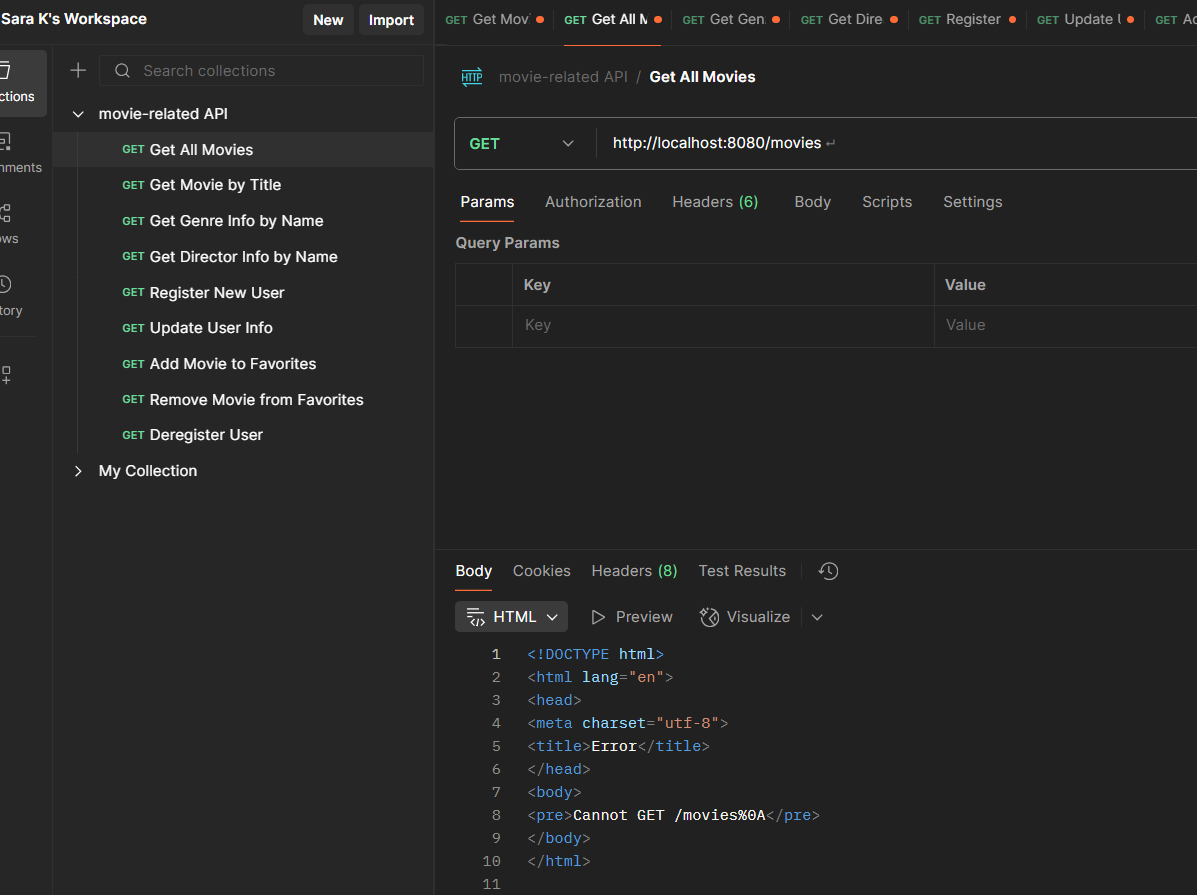 Sara K's Workspace
New
Import
ctions
nments
ows
tory
Search collections
movie-related API
GET Get All Movies
GET Get Movie by Title
GET Get Genre Info by Name
GET Get Director Info by Name
GET Register New User
GET Update User Info
GET Add Movie to Favorites
GET Remove Movie from Favorites
GET Deregister User
My Collection
GET Get Mov
GET Get All M
GET Get Gen
GET Get Dire
GET Register
GET Update U
GET Ad
HTTP movie-related API / Get All Movies
GET http://localhost:8080/movies ↵
Params Authorization Headers (6) Body Scripts Settings
Query Params
Key Value
Key Value
Body Cookies Headers (8) Test Results
HTML Preview Visualize
1 <!DOCTYPE html>
2 <html lang="en">
3 <head>
4 <meta charset="utf-8">
5 <title>Error</title>
6 </head>
7 <body>
8 <pre>Cannot GET /movies%0A</pre>
9 </body>
10 </html>
11